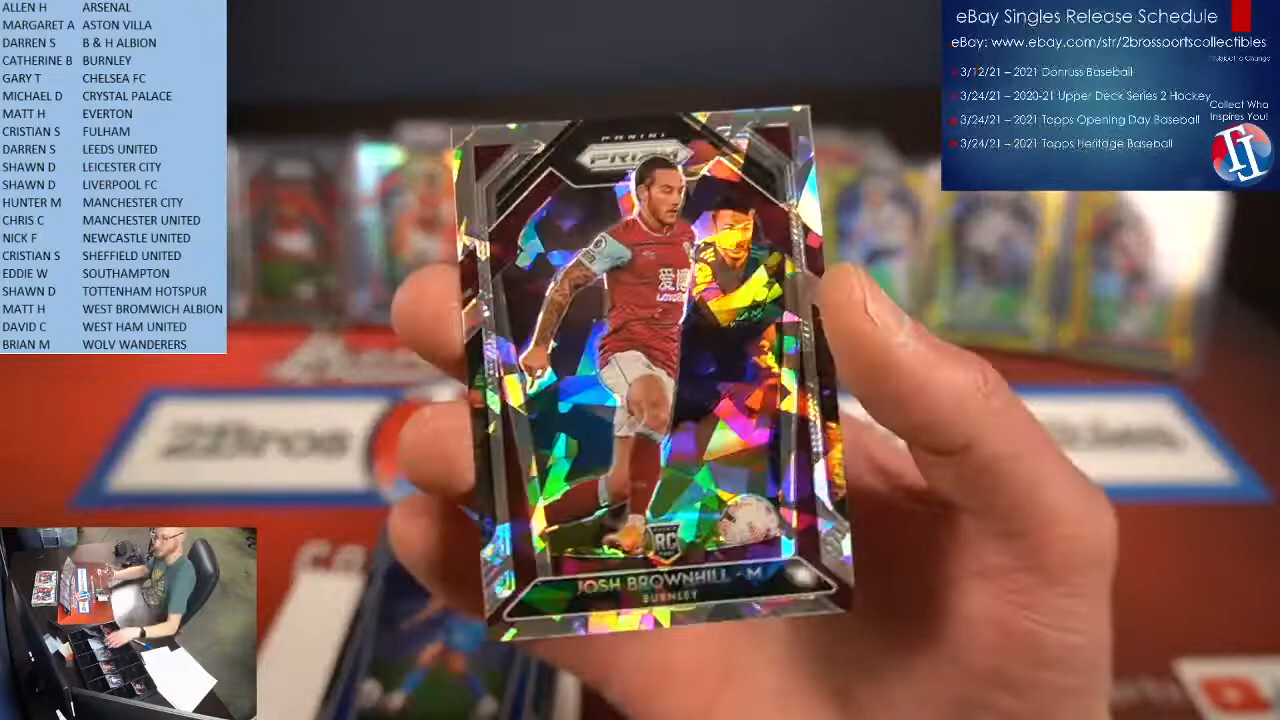 ALLEN H ARSENAL
MARGARET A ASTON VILLA
DARREN S B & H ALBION
CATHERINE B BURNLEY
GARY T CHELSEA FC
MICHAEL D CRYSTAL PALACE
MATT H EVERTON
CRISTIAN S FULHAM
DARREN S LEEDS UNITED
SHAWN D LEICESTER CITY
SHAWN D LIVERPOOL FC
HUNTER M MANCHESTER CITY
CHRIS C MANCHESTER UNITED
NICK F NEWCASTLE UNITED
CRISTIAN S SHEFFIELD UNITED
EDDIE W SOUTHAMPTON
SHAWN D TOTTENHAM HOTSPUR
MATT H WEST BROMWICH ALBION
DAVID C WEST HAM UNITED
BRIAN M WOLV WANDERERS
eBay Singles Release Schedule
eBay: www.ebay.com/str/2brossportscollectibles
*Subject to Change
3/12/21 – 2021 Donruss Baseball
3/24/21 – 2020-21 Upper Deck Series 2 Hockey
3/24/21 – 2021 Topps Opening Day Baseball
3/24/21 – 2021 Topps Heritage Baseball
Collect Who
Inspires You!
PANINI
PRIZM
RC
JOSH BROWNHILL - M
BURNLEY
2Bros